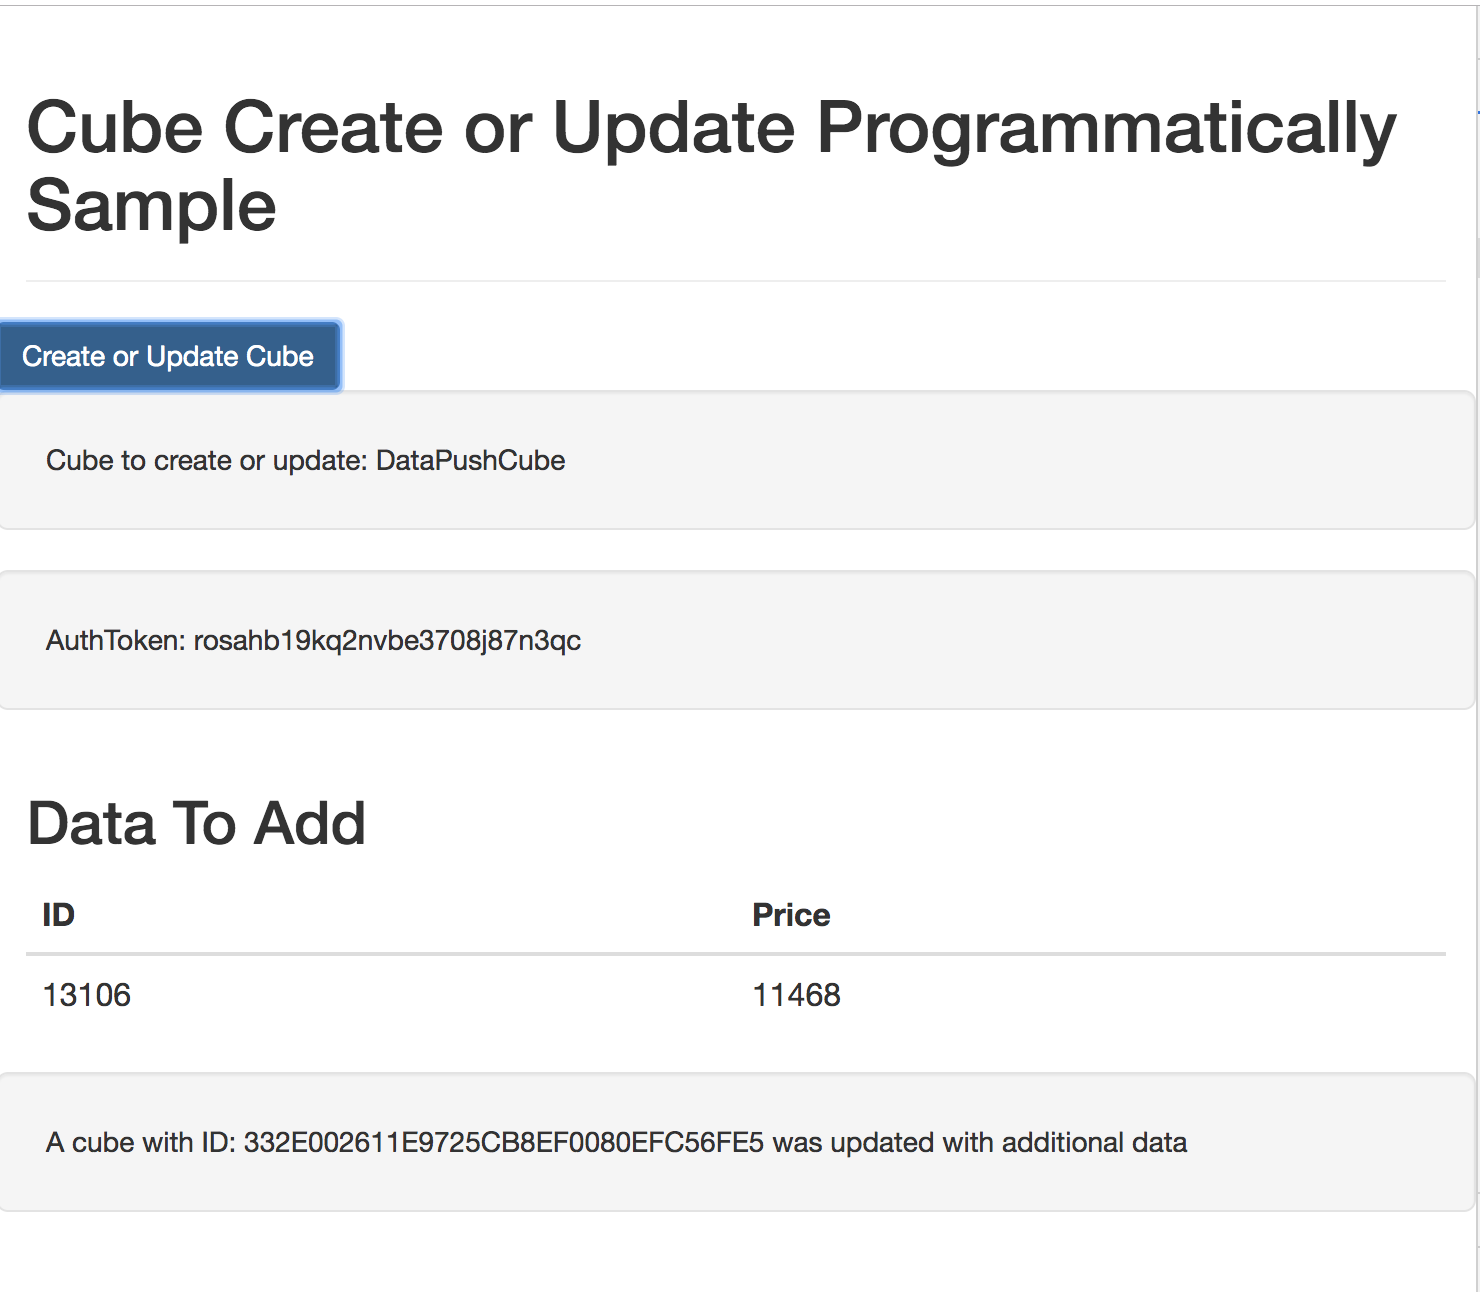 Cube Create or Update Programmatically
Sample
Create or Update Cube
Cube to create or update: DataPushCube
AuthToken: rosahb19kq2nvbe3708j87n3qc
Data To Add
ID Price
13106 11468
A cube with ID: 332E002611E9725CB8EF0080EFC56FE5 was updated with additional data